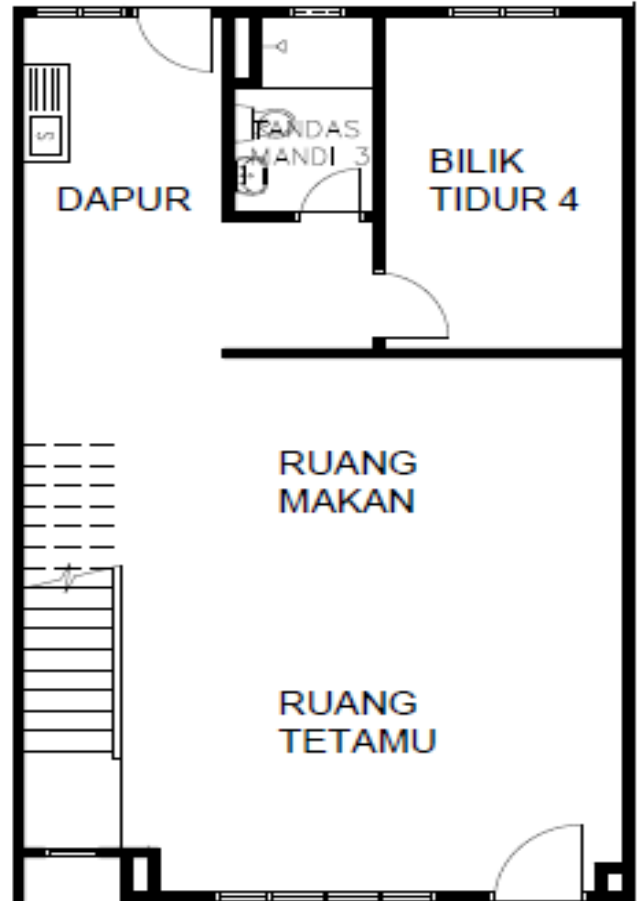 TANDAS
MANDI 3
DAPUR
BILIK
TIDUR 4
RUANG
MAKAN
RUANG
TETAMU
S